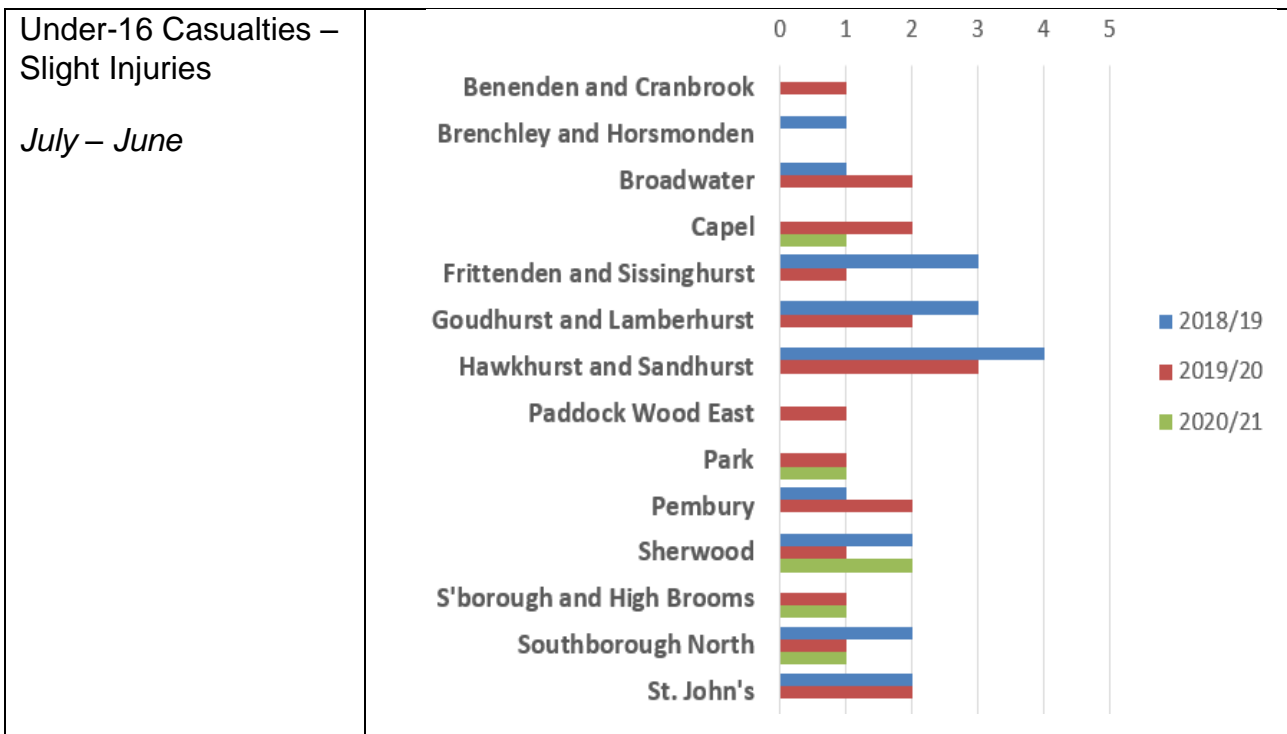 Under-16 Casualties –
Slight Injuries
July – June
0 1 2 3 4 5
Benenden and Cranbrook
Brenchley and Horsmonden
Broadwater
Capel
Frittenden and Sissinghurst
Goudhurst and Lamberhurst
Hawkhurst and Sandhurst
Paddock Wood East
Park
Pembury
Sherwood
S'borough and High Brooms
Southborough North
St. John's
2018/19
2019/20
2020/21